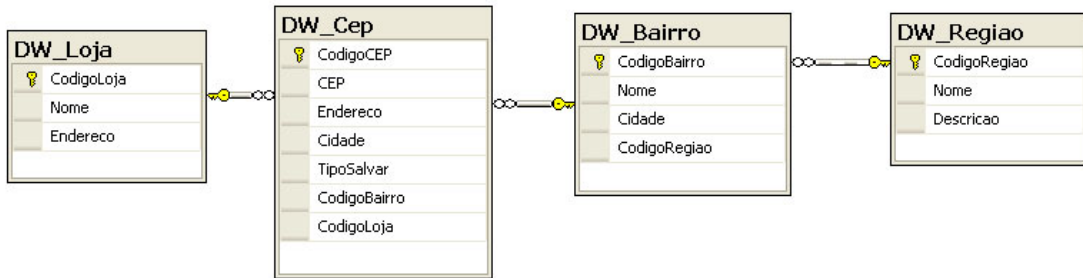 DW_Loja
CodigoLoja
Nome
Endereco
DW_Cep
CodigoCEP
CEP
Endereco
Cidade
TipoSalvar
CodigoBairro
CodigoLoja
DW_Bairro
CodigoBairro
Nome
Cidade
CodigoRegiao
DW_Regiao
CodigoRegiao
Nome
Descricao